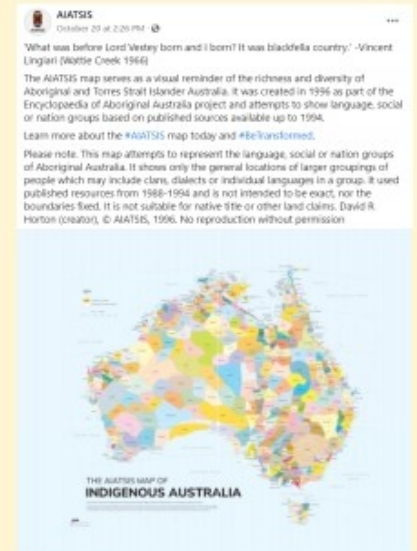 AIATSIS
October 20 at 2:26 PM ·
'What was before Lord Vestey born and I born? It was blackfella country.' -Vincent
Lingiari (Wattie Creek 1966)
The AIATSIS map serves as a visual reminder of the richness and diversity of
Aboriginal and Torres Strait Islander Australia. It was created in 1996 as part of the
Encyclopaedia of Aboriginal Australia project and attempts to show language, social
or nation groups based on published sources available up to 1994.
Learn more about the #AIATSIS map today and #BeTransformed.
Please note. This map attempts to represent the language, social or nation groups
of Aboriginal Australia. It shows only the general locations of larger groupings of
people which may include clans, dialects or individual languages in a group. It used
published resources from 1988-1994 and is not intended to be exact, nor the
boundaries fixed. It is not suitable for native title or other land claims. David R
Horton (creator), © AIATSIS, 1996. No reproduction without permission
THE AIATSIS MAP OF
INDIGENOUS AUSTRALIA